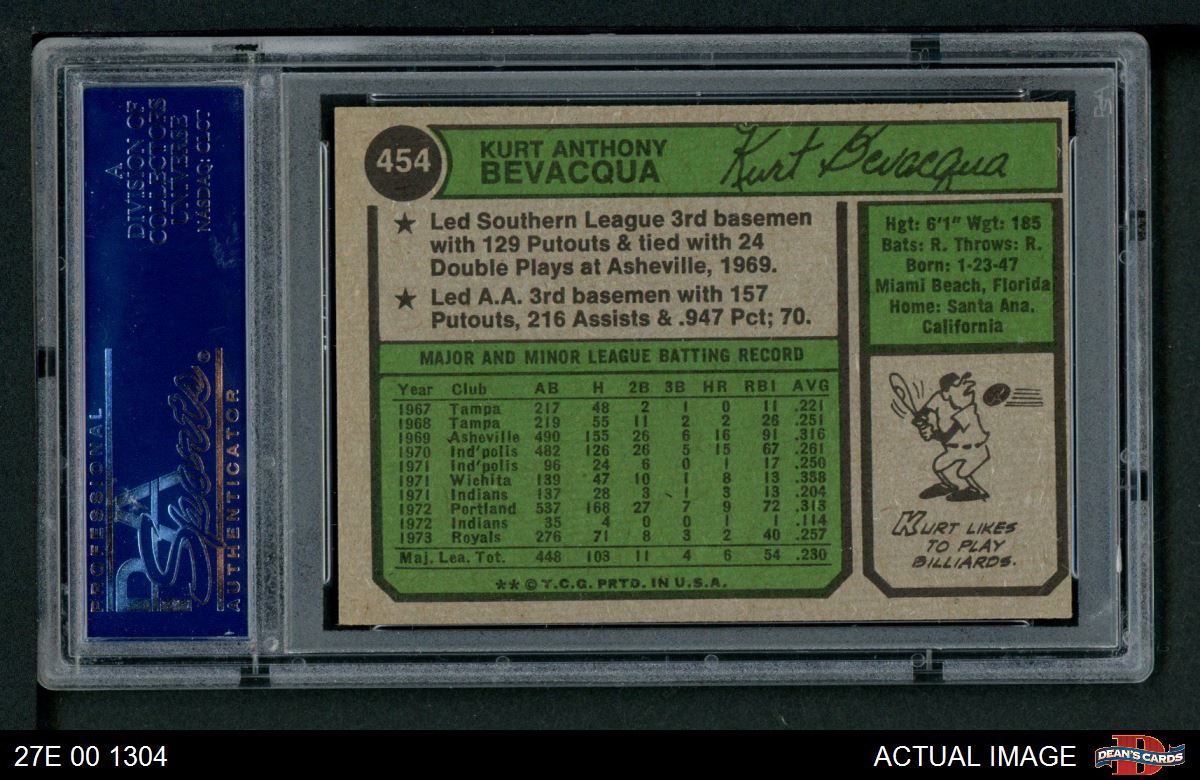 A
DIVISION OF
COLLECTORS
UNIVERSE
NASDAQ: CLCT
PROFESSIONAL
PSA
Sports®
AUTHENTICATOR
PSA
454
KURT ANTHONY
BEVACQUA
Kurt Bevacqua
★ Led Southern League 3rd basemen
with 129 Putouts & tied with 24
Double Plays at Asheville, 1969.
★ Led A.A. 3rd basemen with 157
Putouts, 216 Assists & .947 Pct; 70.
Hgt: 6'1" Wgt: 185
Bats: R. Throws: R.
Born: 1-23-47
Miami Beach, Florida
Home: Santa Ana.
California
MAJOR AND MINOR LEAGUE BATTING RECORD
Year Club AB H 2B 3B HR RBI AVG
1967 Tampa 217 48 2 1 0 11 .221
1968 Tampa 219 55 11 2 2 26 .251
1969 Asheville 490 155 26 6 16 91 .316
1970 Ind'polis 482 126 26 5 15 67 .261
1971 Ind'polis 96 24 6 0 1 17 .250
1971 Wichita 139 47 10 1 8 13 .338
1971 Indians 137 28 3 1 3 13 .204
1972 Portland 537 168 27 7 9 72 .313
1972 Indians 35 4 0 0 1 1 .114
1973 Royals 276 71 8 3 2 40 .257
Maj. Lea. Tot. 448 103 11 4 6 54 .230
** © T.C.G. PRTD. IN U.S.A.
KURT LIKES
TO PLAY
BILLIARDS.
27E 00 1304
ACTUAL IMAGE
D
DEAN'S CARDS